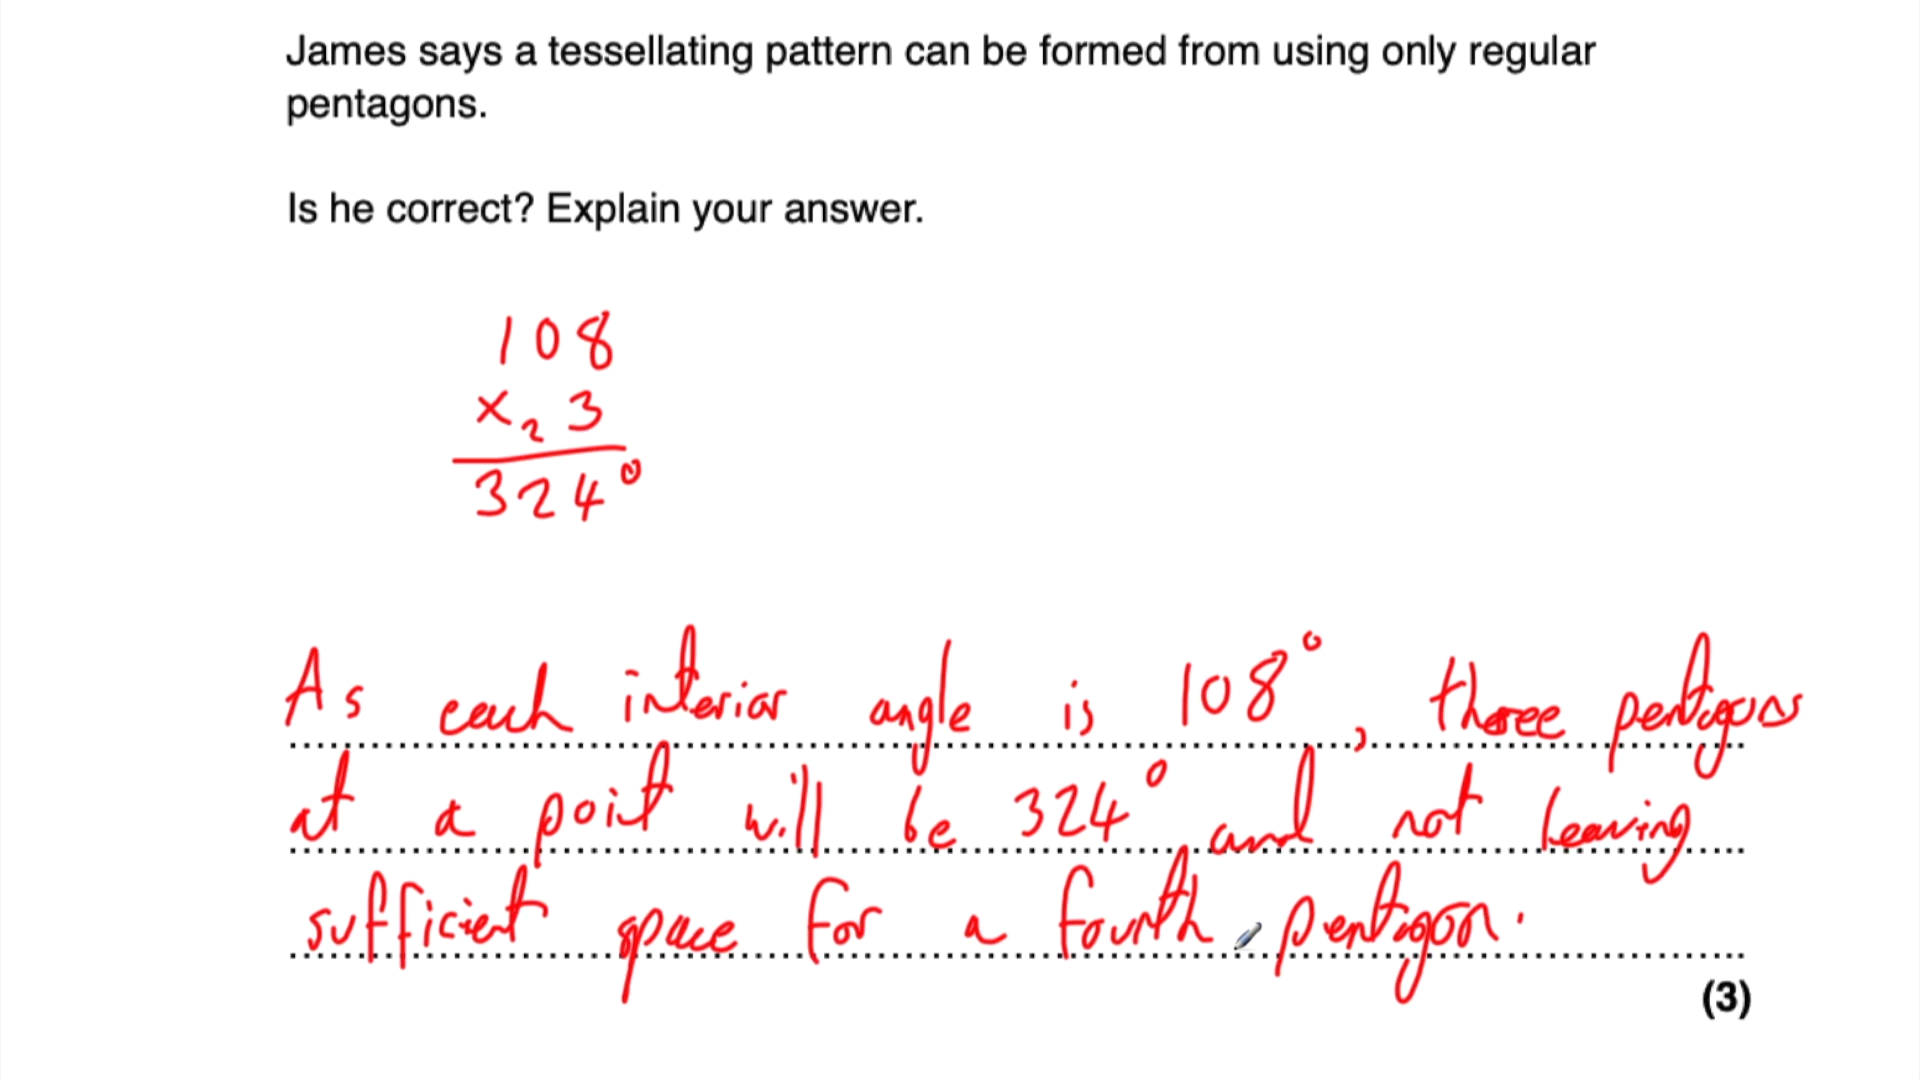 James says a tessellating pattern can be formed from using only regular
pentagons.
Is he correct? Explain your answer.
108
× 2 3
324°
As each interior angle is 108°, three pentagons
at a point will be 324° and not leaving
sufficient space for a fourth pentagon.
(3)